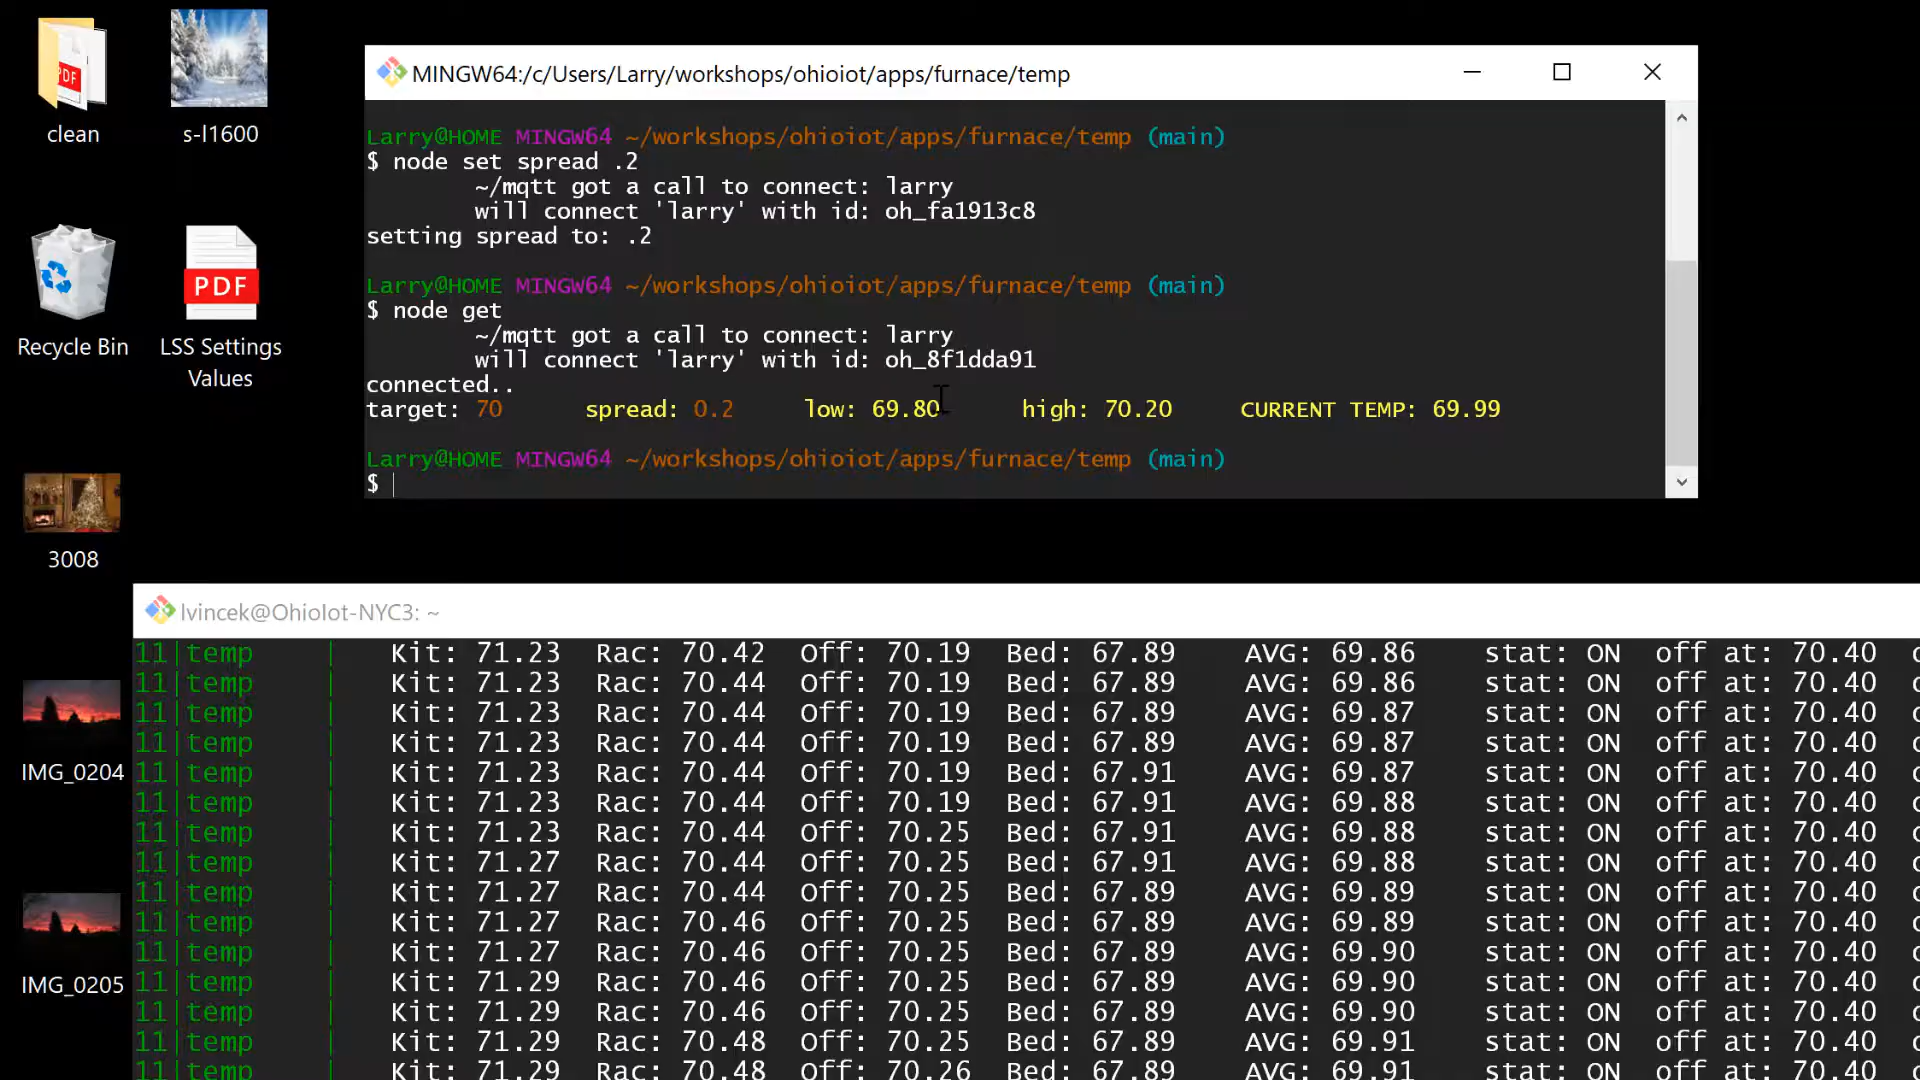 clean
s-l1600
Recycle Bin
LSS Settings
Values
PDF
PDF
3008
IMG_0204
IMG_0205
MINGW64:/c/Users/Larry/workshops/ohioiot/apps/furnace/temp
Larry@HOME MINGW64 ~/workshops/ohioiot/apps/furnace/temp (main)
$ node set spread .2
~/mqtt got a call to connect: larry
will connect 'larry' with id: oh_fa1913c8
setting spread to: .2
Larry@HOME MINGW64 ~/workshops/ohioiot/apps/furnace/temp (main)
$ node get
~/mqtt got a call to connect: larry
will connect 'larry' with id: oh_8f1dda91
connected..
target: 70 spread: 0.2 low: 69.80 high: 70.20 CURRENT TEMP: 69.99
Larry@HOME MINGW64 ~/workshops/ohioiot/apps/furnace/temp (main)
$
lvincek@OhioIot-NYC3: ~
11|temp | Kit: 71.23 Rac: 70.42 Off: 70.19 Bed: 67.89 AVG: 69.86 stat: ON off at: 70.40
11|temp | Kit: 71.23 Rac: 70.44 Off: 70.19 Bed: 67.89 AVG: 69.86 stat: ON off at: 70.40
11|temp | Kit: 71.23 Rac: 70.44 Off: 70.19 Bed: 67.89 AVG: 69.87 stat: ON off at: 70.40
11|temp | Kit: 71.23 Rac: 70.44 Off: 70.19 Bed: 67.89 AVG: 69.87 stat: ON off at: 70.40
11|temp | Kit: 71.23 Rac: 70.44 Off: 70.19 Bed: 67.91 AVG: 69.87 stat: ON off at: 70.40
11|temp | Kit: 71.23 Rac: 70.44 Off: 70.19 Bed: 67.91 AVG: 69.88 stat: ON off at: 70.40
11|temp | Kit: 71.23 Rac: 70.44 Off: 70.25 Bed: 67.91 AVG: 69.88 stat: ON off at: 70.40
11|temp | Kit: 71.27 Rac: 70.44 Off: 70.25 Bed: 67.91 AVG: 69.88 stat: ON off at: 70.40
11|temp | Kit: 71.27 Rac: 70.44 Off: 70.25 Bed: 67.89 AVG: 69.89 stat: ON off at: 70.40
11|temp | Kit: 71.27 Rac: 70.46 Off: 70.25 Bed: 67.89 AVG: 69.89 stat: ON off at: 70.40
11|temp | Kit: 71.27 Rac: 70.46 Off: 70.25 Bed: 67.89 AVG: 69.90 stat: ON off at: 70.40
11|temp | Kit: 71.29 Rac: 70.46 Off: 70.25 Bed: 67.89 AVG: 69.90 stat: ON off at: 70.40
11|temp | Kit: 71.29 Rac: 70.46 Off: 70.25 Bed: 67.89 AVG: 69.90 stat: ON off at: 70.40
11|temp | Kit: 71.29 Rac: 70.48 Off: 70.25 Bed: 67.89 AVG: 69.91 stat: ON off at: 70.40
11|temp | Kit: 71.29 Rac: 70.48 Off: 70.26 Bed: 67.89 AVG: 69.91 stat: ON off at: 70.40